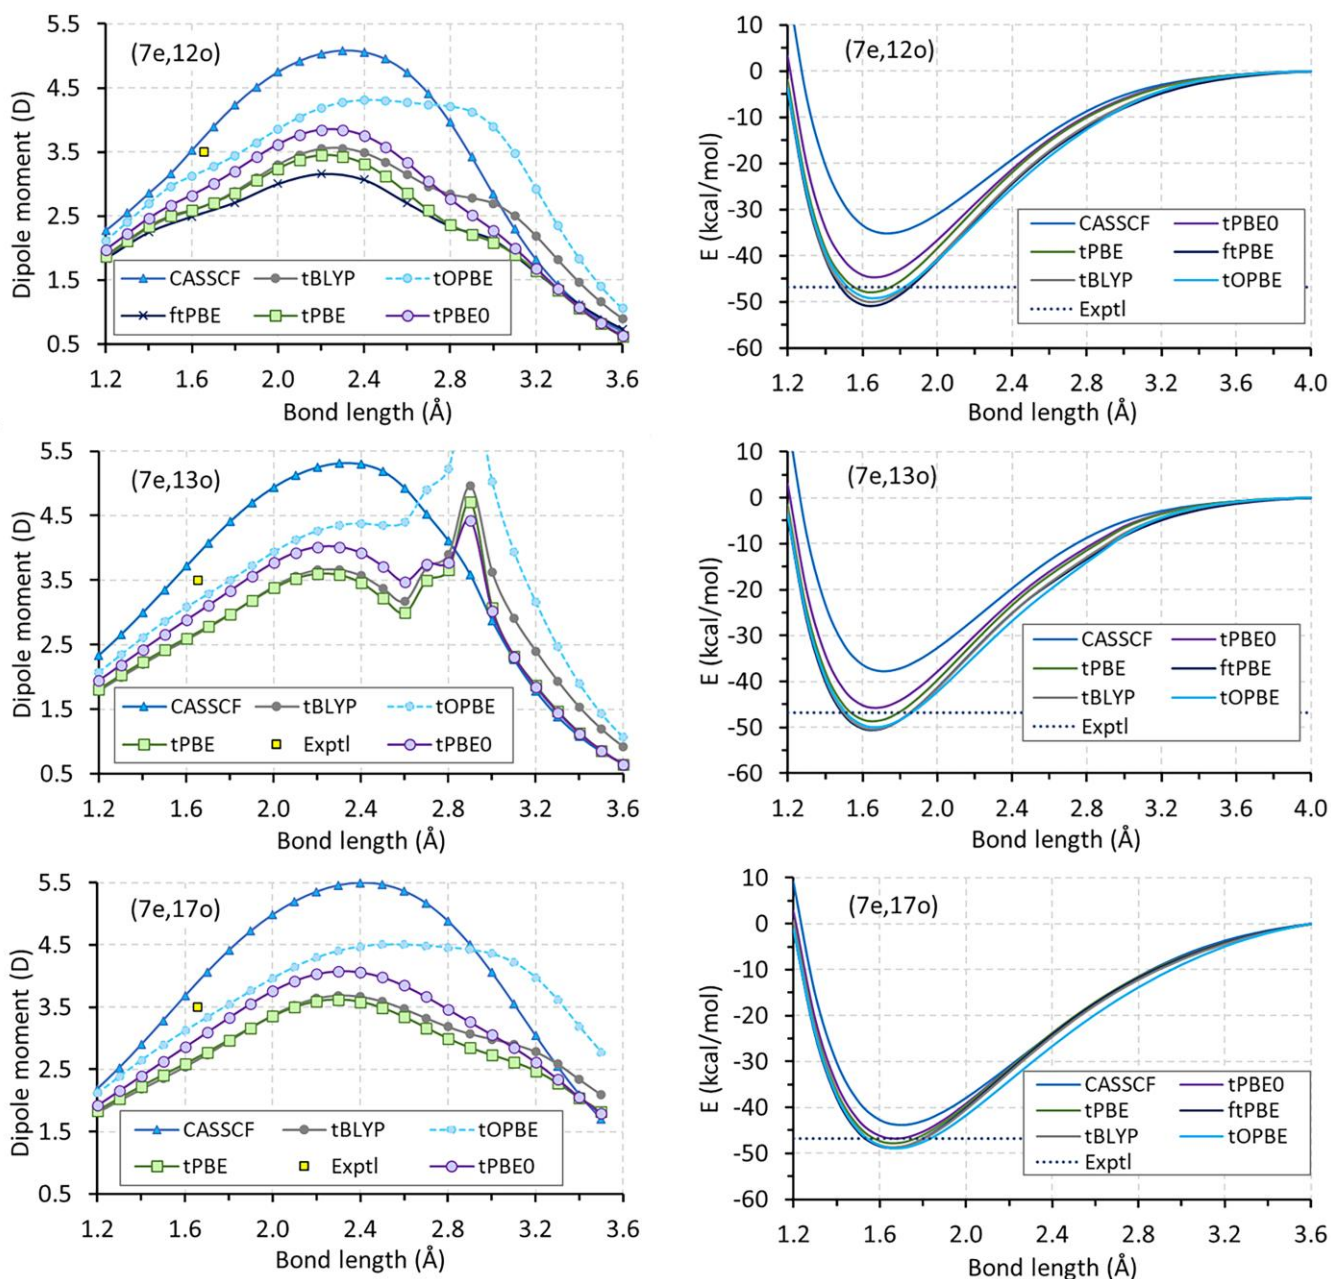 5.5
4.5
3.5
2.5
1.5
0.5
Dipole moment (D)
(7e,12o)
CASSCF tBLYP tOPBE
ftPBE tPBE tPBE0
1.2 1.6 2.0 2.4 2.8 3.2 3.6
Bond length (Å)
10
0
-10
-20
-30
-40
-50
-60
E (kcal/mol)
(7e,12o)
CASSCF tPBE0
tPBE ftPBE
tBLYP tOPBE
Exptl
1.2 1.6 2.0 2.4 2.8 3.2 3.6 4.0
Bond length (Å)
5.5
4.5
3.5
2.5
1.5
0.5
Dipole moment (D)
(7e,13o)
CASSCF tBLYP tOPBE
tPBE Exptl tPBE0
1.2 1.6 2.0 2.4 2.8 3.2 3.6
Bond length (Å)
10
0
-10
-20
-30
-40
-50
-60
E (kcal/mol)
(7e,13o)
CASSCF tPBE0
tPBE ftPBE
tBLYP tOPBE
Exptl
1.2 1.6 2.0 2.4 2.8 3.2 3.6 4.0
Bond length (Å)
5.5
4.5
3.5
2.5
1.5
0.5
Dipole moment (D)
(7e,17o)
CASSCF tBLYP tOPBE
tPBE Exptl tPBE0
1.2 1.6 2.0 2.4 2.8 3.2 3.6
Bond length (Å)
10
0
-10
-20
-30
-40
-50
-60
E (kcal/mol)
(7e,17o)
CASSCF tPBE0
tPBE ftPBE
tBLYP tOPBE
Exptl
1.2 1.6 2.0 2.4 2.8 3.2 3.6
Bond length (Å)